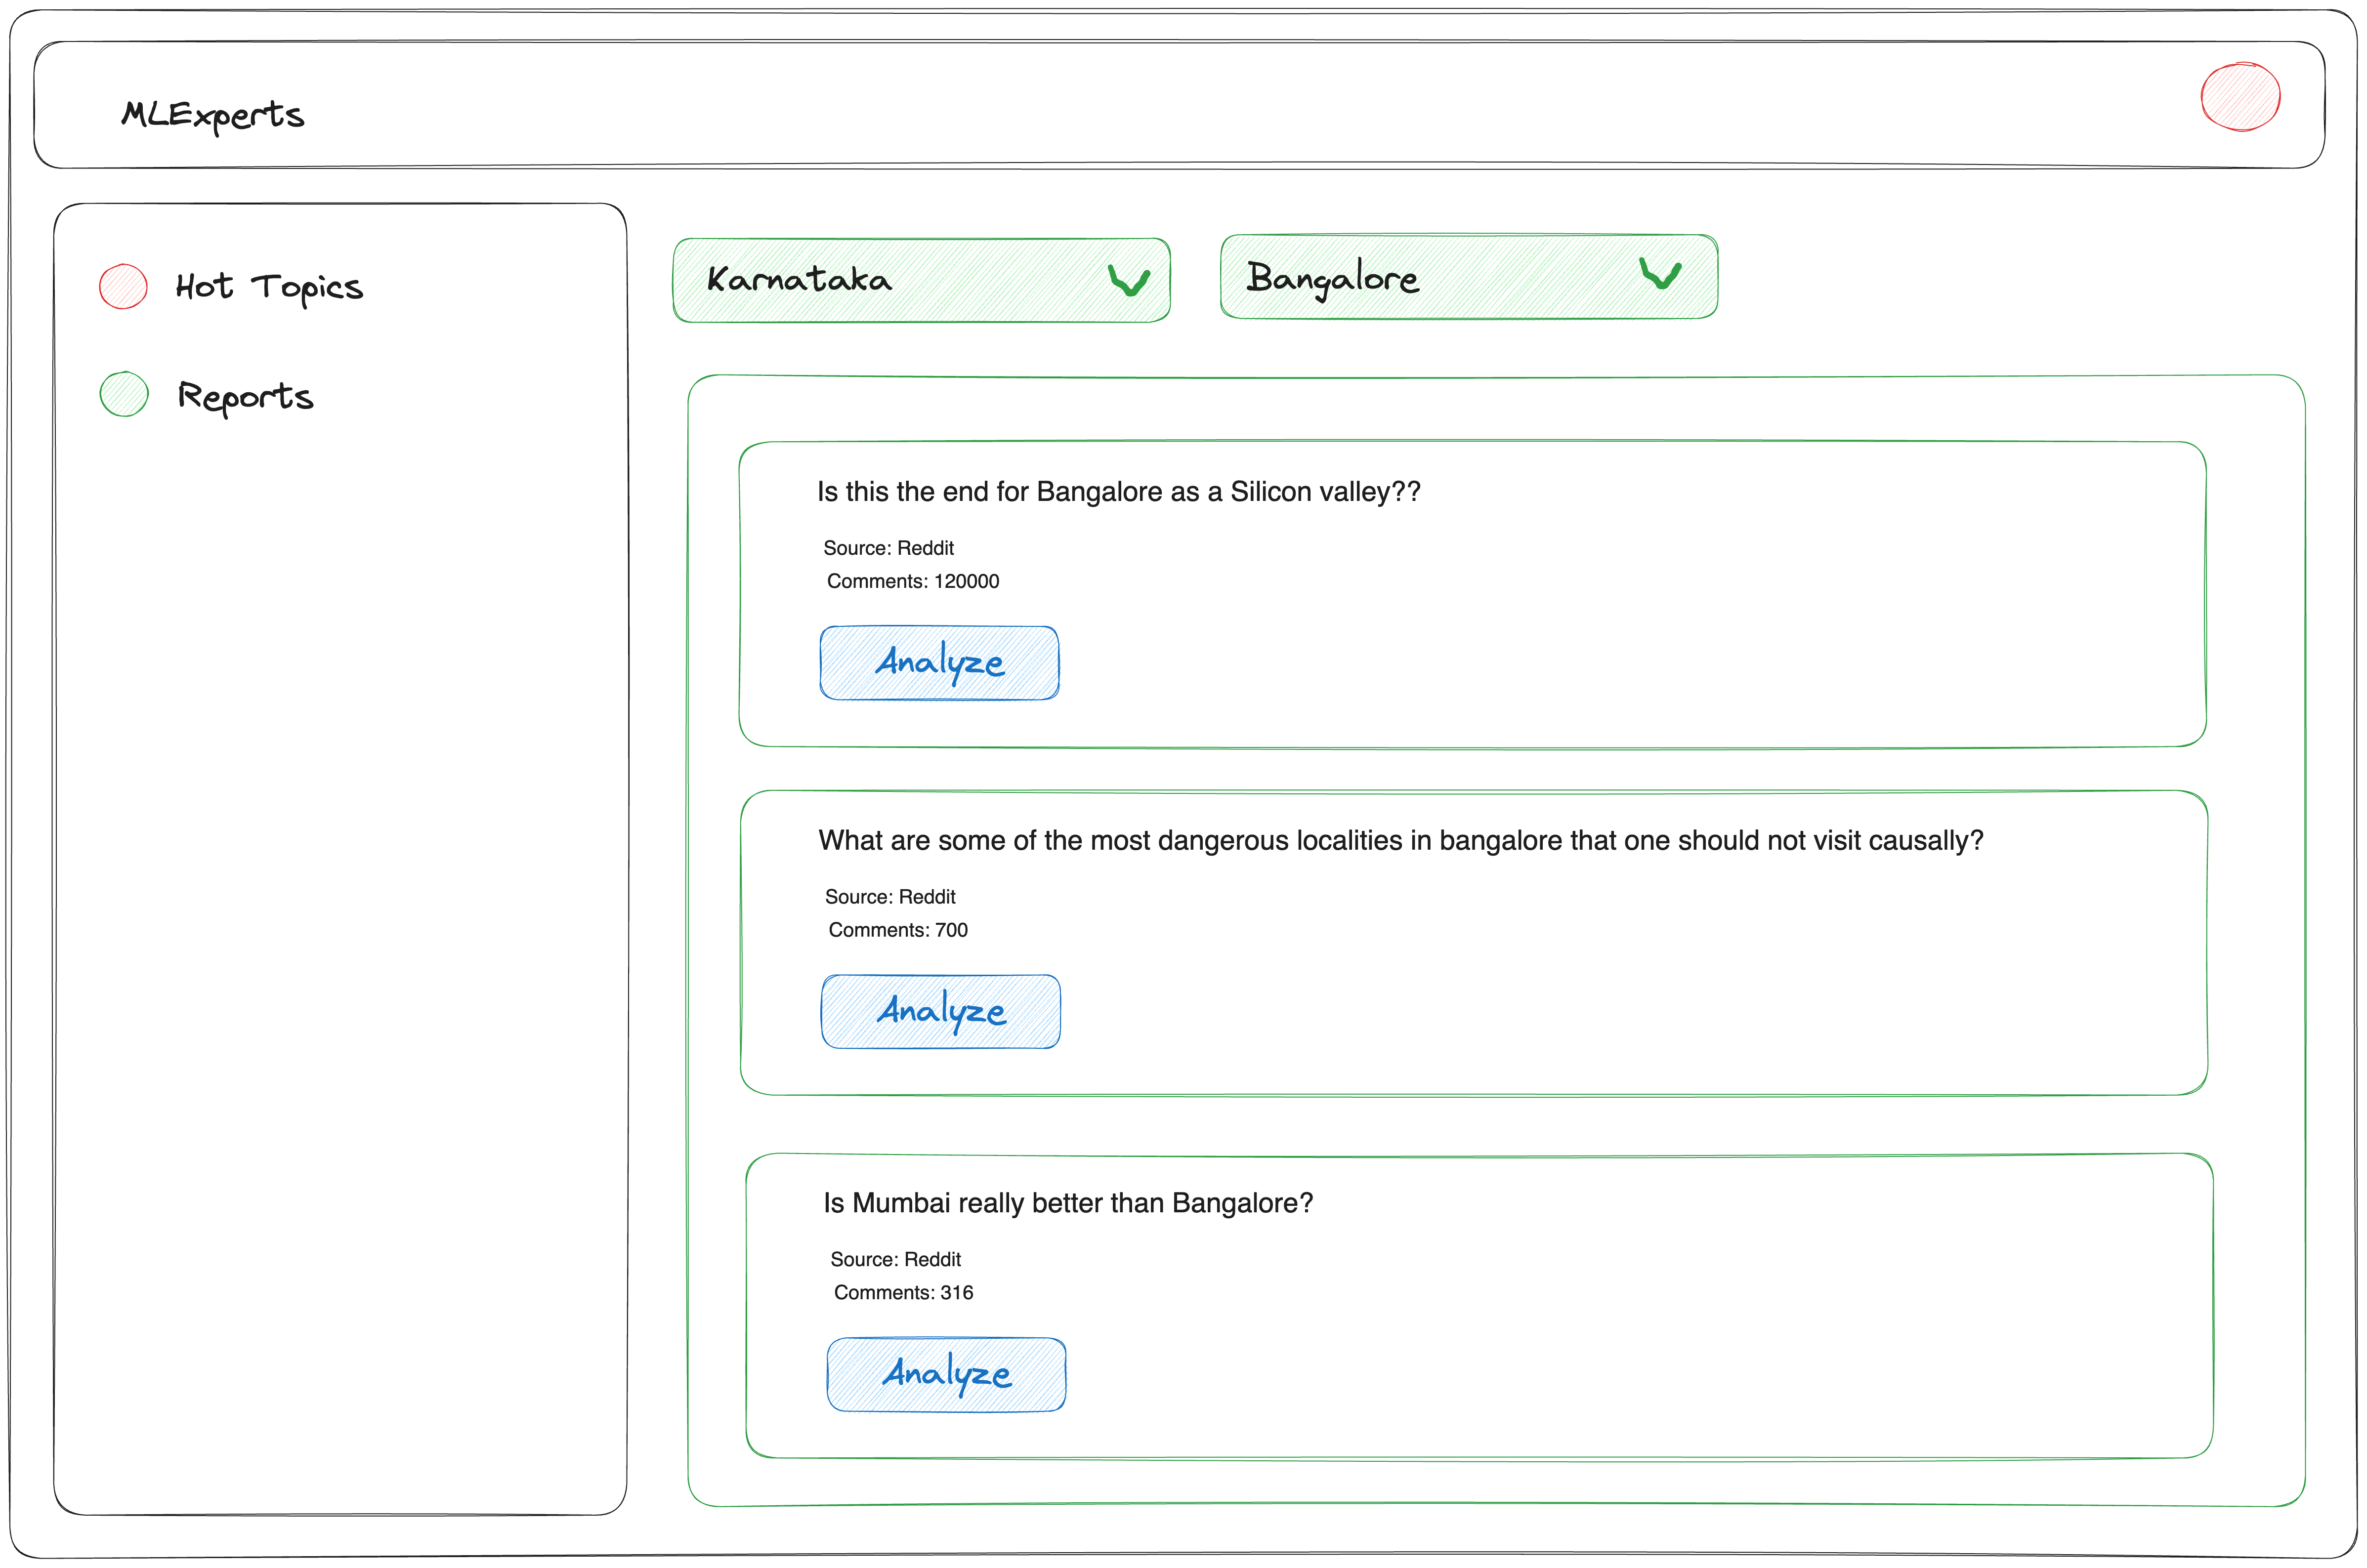 MLExperts
Hot Topics
Reports
Karnataka
Bangalore
Is this the end for Bangalore as a Silicon valley??
Source: Reddit
Comments: 120000
Analyze
What are some of the most dangerous localities in bangalore that one should not visit causally?
Source: Reddit
Comments: 700
Analyze
Is Mumbai really better than Bangalore?
Source: Reddit
Comments: 316
Analyze